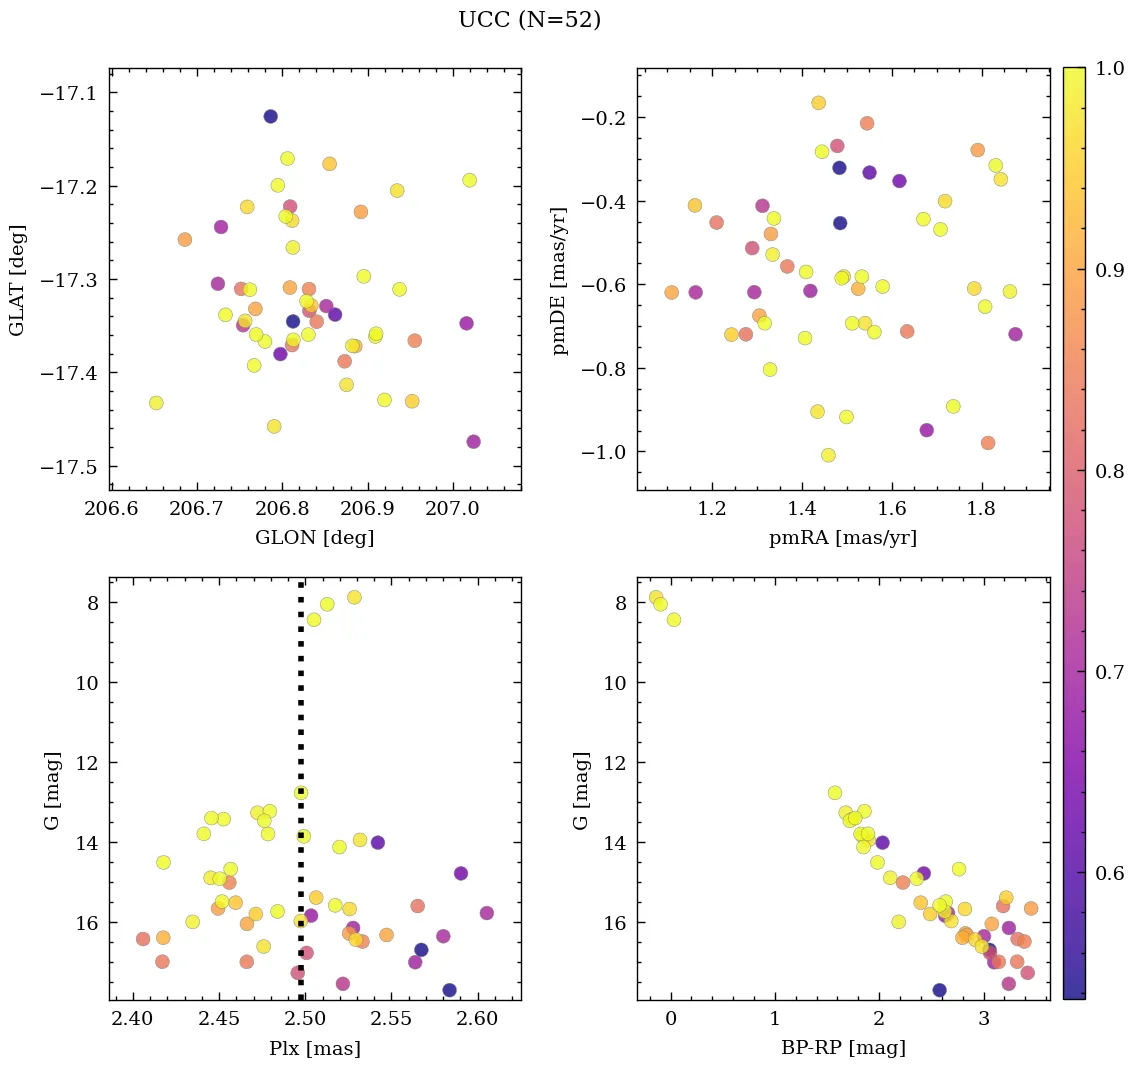 UCC (N=52)
−17.1
−17.2
−17.3
−17.4
−17.5
GLAT [deg]
206.6 206.7 206.8 206.9 207.0
GLON [deg]
−0.2
−0.4
−0.6
−0.8
−1.0
pmDE [mas/yr]
1.2 1.4 1.6 1.8
pmRA [mas/yr]
8
10
12
14
16
G [mag]
2.40 2.45 2.50 2.55 2.60
Plx [mas]
8
10
12
14
16
G [mag]
0 1 2 3
BP-RP [mag]
1.0
0.9
0.8
0.7
0.6